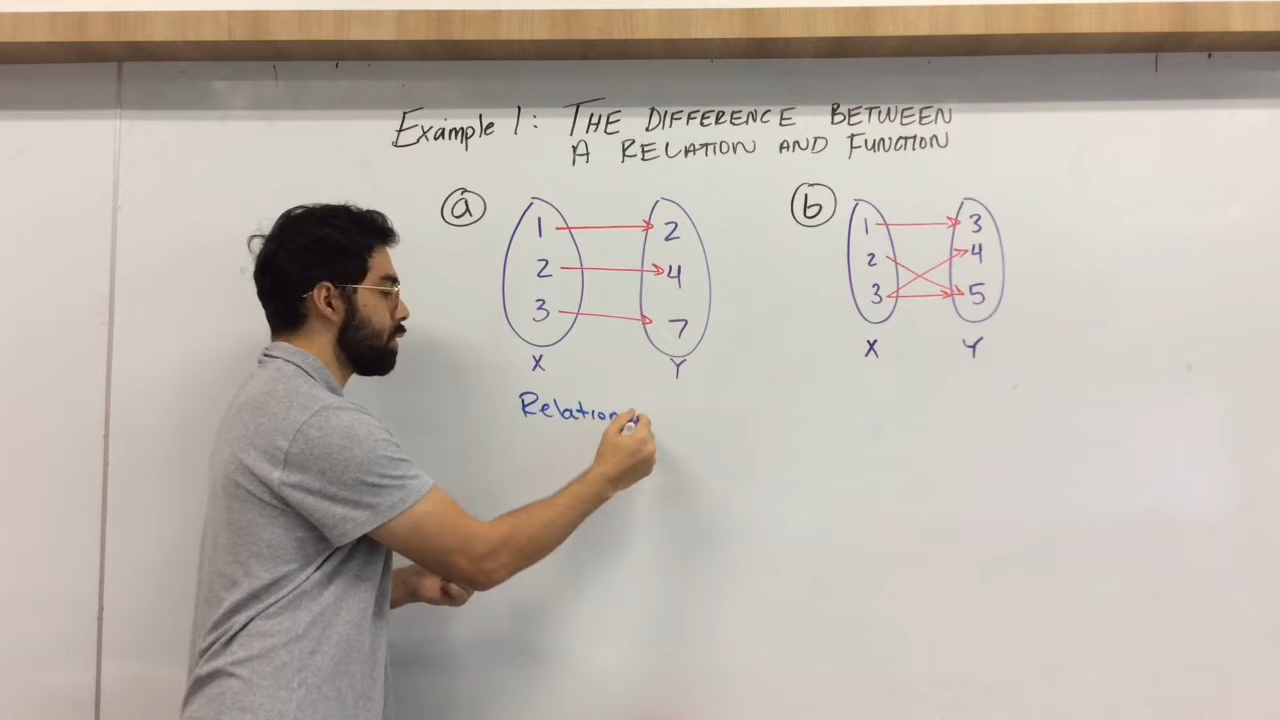 Example 1: THE DIFFERENCE BETWEEN
A RELATION AND FUNCTION
a
1 2
2 4
3 7
X Y
Relation
b
1 3
2 4
3 5
X Y